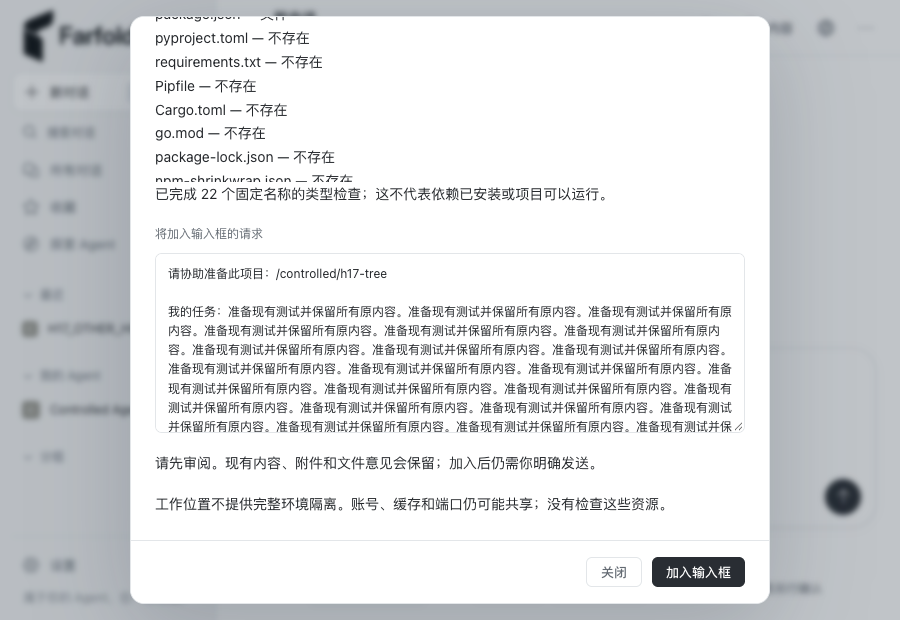 package.json — 文件
pyproject.toml — 不存在
requirements.txt — 不存在
Pipfile — 不存在
Cargo.toml — 不存在
go.mod — 不存在
package-lock.json — 不存在
npm-shrinkwrap.json — 不存在
已完成 22 个固定名称的类型检查；这不代表依赖已安装或项目可以运行。
将加入输入框的请求
请协助准备此项目：/controlled/h17-tree
我的任务：准备现有测试并保留所有原内容。准备现有测试并保留所有原内容。准备现有测试并保留所有原
内容。准备现有测试并保留所有原内容。准备现有测试并保留所有原内容。准备现有测试并保留所有原内
容。准备现有测试并保留所有原内容。准备现有测试并保留所有原内容。准备现有测试并保留所有原内容。
准备现有测试并保留所有原内容。准备现有测试并保留所有原内容。准备现有测试并保留所有原内容。准备
现有测试并保留所有原内容。准备现有测试并保留所有原内容。准备现有测试并保留所有原内容。准备现有
测试并保留所有原内容。准备现有测试并保留所有原内容。准备现有测试并保留所有原内容。准备现有测试
并保留所有原内容。准备现有测试并保留所有原内容。准备现有测试并保留所有原内容。准备现有测试并保
请先审阅。现有内容、附件和文件意见会保留；加入后仍需你明确发送。
工作位置不提供完整环境隔离。账号、缓存和端口仍可能共享；没有检查这些资源。
关闭
加入输入框